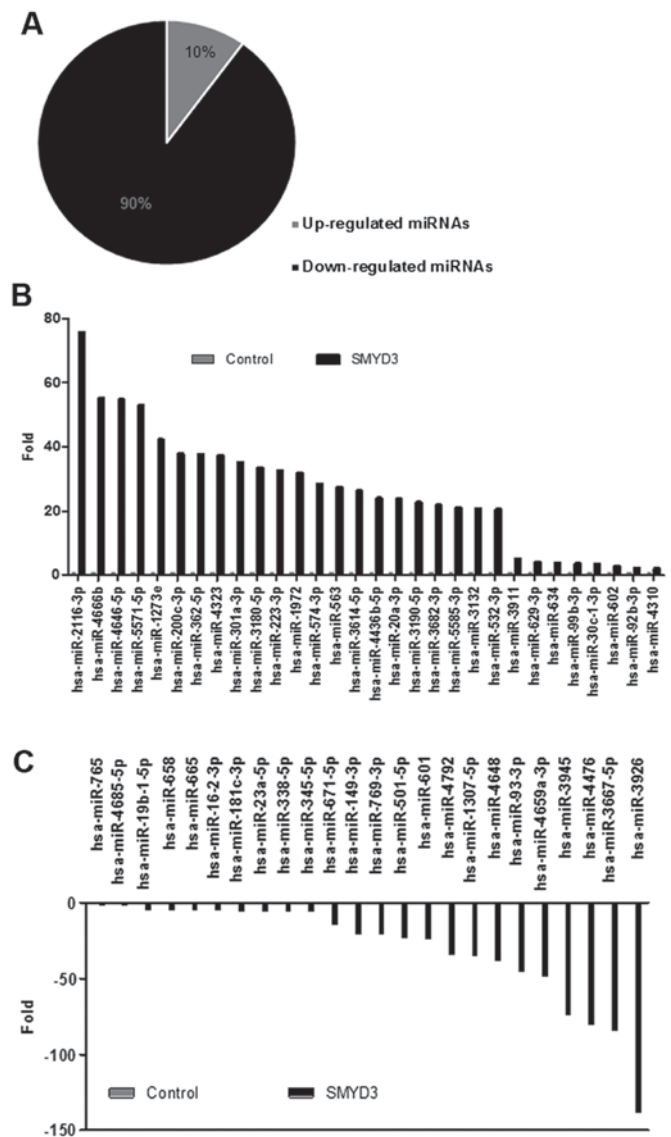 A
10%
90%
Up-regulated miRNAs
Down-regulated miRNAs
B
80
60
40
20
0
Fold
Control
SMYD3
hsa-miR-2116-3p
hsa-miR-4666b
hsa-miR-4646-5p
hsa-miR-5571-5p
hsa-miR-1273e
hsa-miR-200c-3p
hsa-miR-362-5p
hsa-miR-4323
hsa-miR-301a-3p
hsa-miR-3180-5p
hsa-miR-223-3p
hsa-miR-1972
hsa-miR-574-3p
hsa-miR-563
hsa-miR-3614-5p
hsa-miR-4436b-5p
hsa-miR-20a-3p
hsa-miR-3190-5p
hsa-miR-3682-3p
hsa-miR-5585-3p
hsa-miR-3132
hsa-miR-532-3p
hsa-miR-3911
hsa-miR-629-3p
hsa-miR-634
hsa-miR-99b-3p
hsa-miR-30c-1-3p
hsa-miR-602
hsa-miR-92b-3p
hsa-miR-4310
C
hsa-miR-765
hsa-miR-4685-5p
hsa-miR-19b-1-5p
hsa-miR-658
hsa-miR-665
hsa-miR-16-2-3p
hsa-miR-181c-3p
hsa-miR-23a-5p
hsa-miR-338-5p
hsa-miR-345-5p
hsa-miR-671-5p
hsa-miR-149-3p
hsa-miR-769-3p
hsa-miR-501-5p
hsa-miR-601
hsa-miR-4792
hsa-miR-1307-5p
hsa-miR-4648
hsa-miR-93-3p
hsa-miR-4659a-3p
hsa-miR-3945
hsa-miR-4476
hsa-miR-3667-5p
hsa-miR-3926
0
-50
-100
-150
Fold
Control
SMYD3